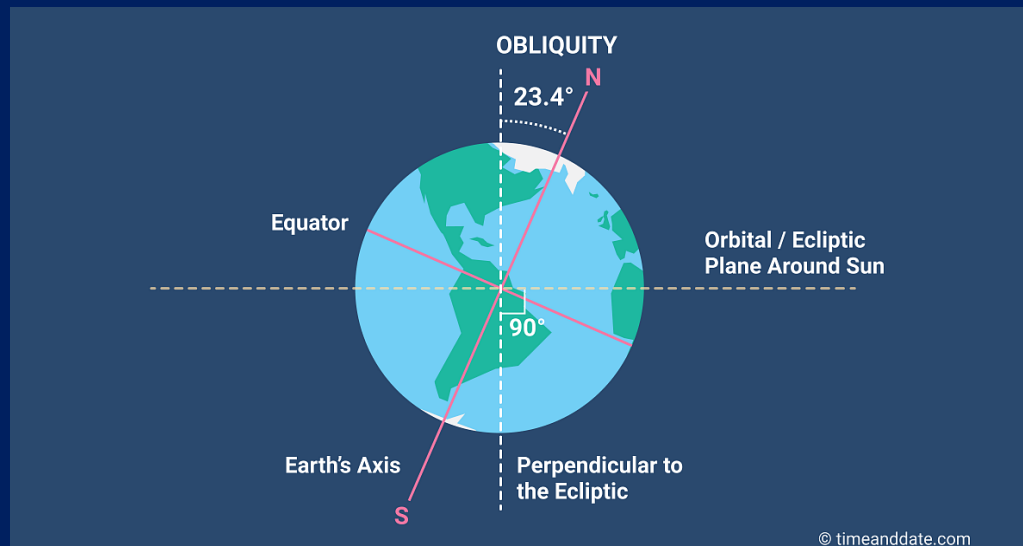 OBLIQUITY
N
23.4°
Equator
Orbital / Ecliptic
Plane Around Sun
90°
Earth's Axis
Perpendicular to
the Ecliptic
S
© timeanddate.com